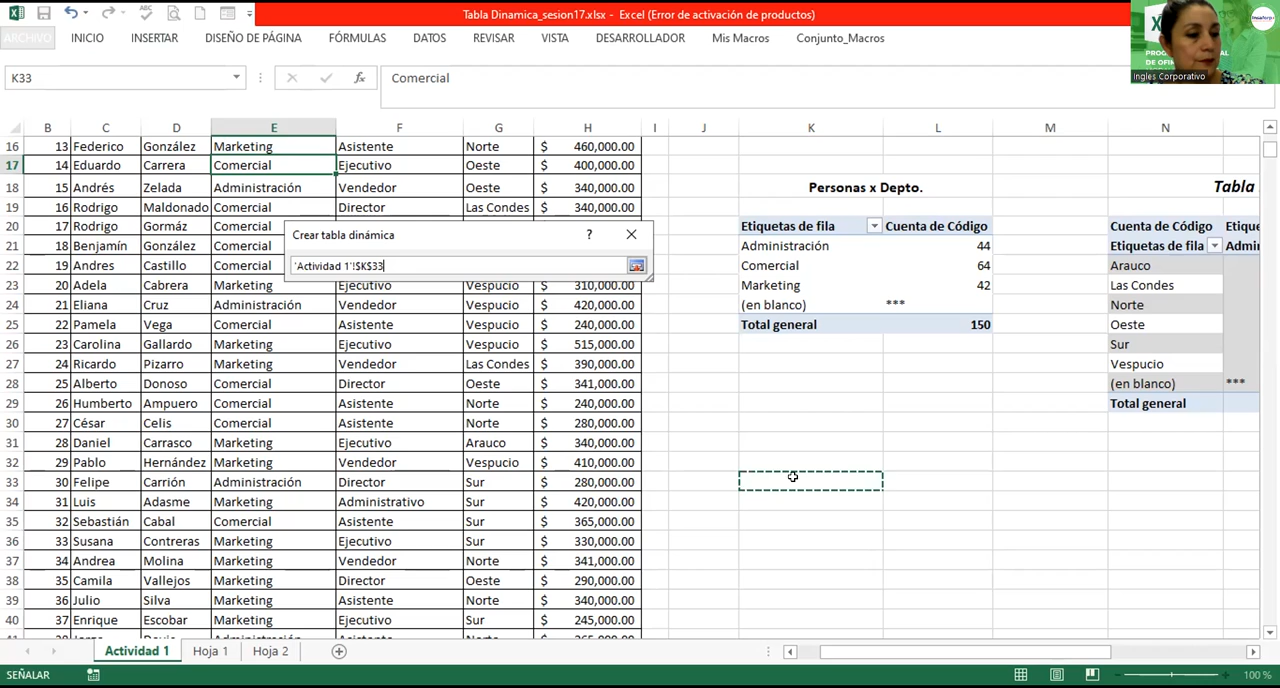 Tabla Dinamica_sesion17.xlsx - Excel (Error de activación de productos)
ARCHIVO INICIO INSERTAR DISEÑO DE PÁGINA FÓRMULAS DATOS REVISAR VISTA DESARROLLADOR Mis Macros Conjunto_Macros
Ingles Corporativo
K33 Comercial
B C D E F G H I J K L M N
16 13 Federico González Marketing Asistente Norte $ 460,000.00
17 14 Eduardo Carrera Comercial Ejecutivo Oeste $ 400,000.00
18 15 Andrés Zelada Administración Vendedor Oeste $ 340,000.00 Personas x Depto. Tabla
19 16 Rodrigo Maldonado Comercial Director Las Condes $ 340,000.00
20 17 Rodrigo Gormáz Comercial Etiquetas de fila Cuenta de Código Cuenta de Código Etique
Crear tabla dinámica ?
21 18 Benjamín González Comercial Administración 44 Etiquetas de fila Admin
22 19 Andres Castillo Comercial 'Actividad 1'!$K$33 Comercial 64 Arauco
23 20 Adela Cabrera Marketing Ejecutivo Vespucio $ 310,000.00 Marketing 42 Las Condes
24 21 Eliana Cruz Administración Vendedor Vespucio $ 420,000.00 (en blanco) *** Norte
25 22 Pamela Vega Comercial Asistente Vespucio $ 240,000.00 Total general 150 Oeste
26 23 Carolina Gallardo Marketing Ejecutivo Vespucio $ 515,000.00 Sur
27 24 Ricardo Pizarro Marketing Vendedor Las Condes $ 390,000.00 Vespucio
28 25 Alberto Donoso Comercial Director Oeste $ 341,000.00 (en blanco) ***
29 26 Humberto Ampuero Comercial Asistente Norte $ 240,000.00 Total general
30 27 César Celis Comercial Asistente Norte $ 280,000.00
31 28 Daniel Carrasco Marketing Ejecutivo Arauco $ 340,000.00
32 29 Pablo Hernández Marketing Vendedor Vespucio $ 410,000.00
33 30 Felipe Carrión Administración Director Sur $ 280,000.00
34 31 Luis Adasme Marketing Administrativo Sur $ 420,000.00
35 32 Sebastián Cabal Comercial Asistente Sur $ 365,000.00
36 33 Susana Contreras Marketing Ejecutivo Sur $ 330,000.00
37 34 Andrea Molina Marketing Vendedor Norte $ 341,000.00
38 35 Camila Vallejos Marketing Director Oeste $ 290,000.00
39 36 Julio Silva Marketing Asistente Norte $ 340,000.00
40 37 Enrique Escobar Marketing Ejecutivo Sur $ 245,000.00
Actividad 1 Hoja 1 Hoja 2
SEÑALAR 100 %